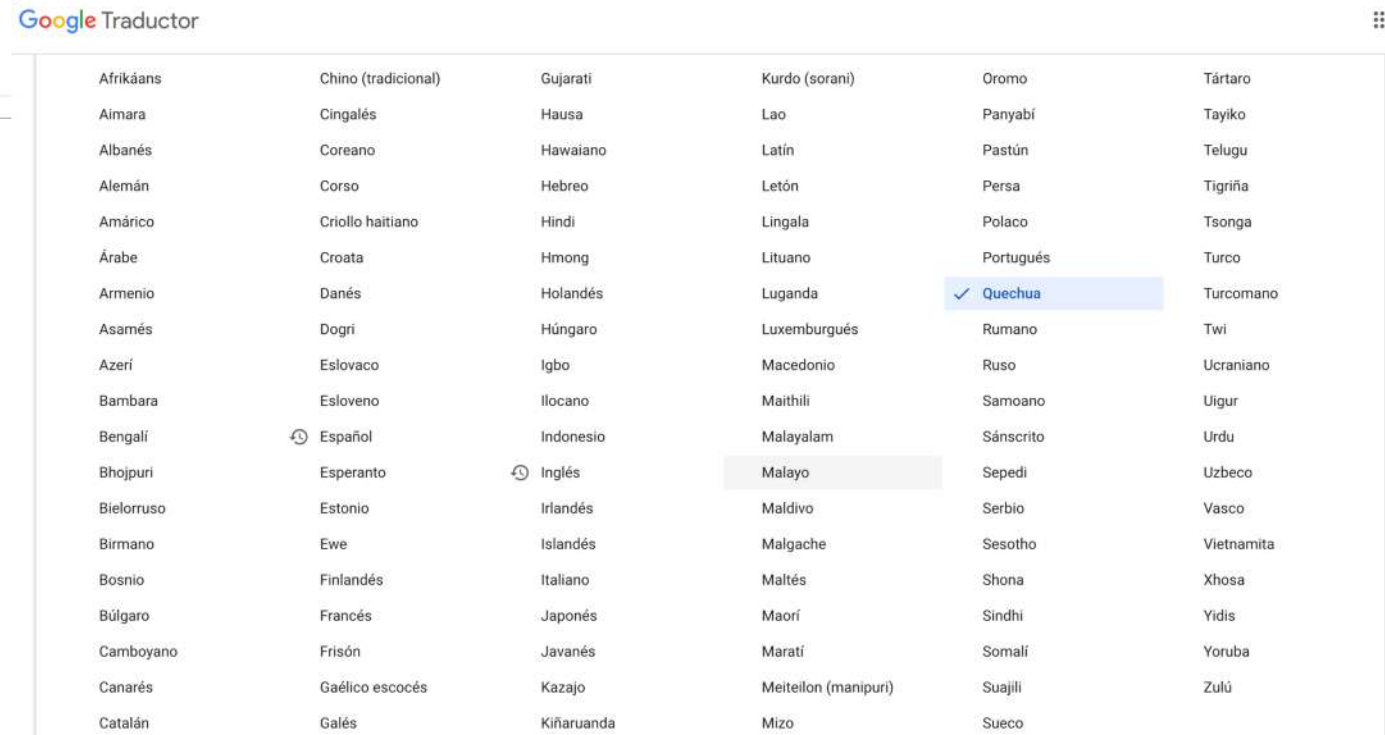 Google Traductor
Afrikáans Chino (tradicional) Gujarati Kurdo (sorani) Oromo Tártaro
Aimara Cingalés Hausa Lao Panyabí Tayiko
Albanés Coreano Hawaiano Latín Pastún Telugu
Alemán Corso Hebreo Letón Persa Tigriña
Amárico Criollo haitiano Hindi Lingala Polaco Tsonga
Árabe Croata Hmong Lituano Portugués Turco
Armenio Danés Holandés Luganda Quechua Turcomano
Asamés Dogri Húngaro Luxemburgués Rumano Twi
Azerí Eslovaco Igbo Macedonio Ruso Ucraniano
Bambara Esloveno Ilocano Maithili Samoano Uigur
Bengalí Español Indonesio Malayalam Sánscrito Urdu
Bhojpuri Esperanto Inglés Malayo Sepedi Uzbeco
Bielorruso Estonio Irlandés Maldivo Serbio Vasco
Birmano Ewe Islandés Malgache Sesotho Vietnamita
Bosnio Finlandés Italiano Maltés Shona Xhosa
Búlgaro Francés Japonés Maorí Sindhi Yidis
Camboyano Frisón Javanés Maratí Somalí Yoruba
Canarés Gaélico escocés Kazajo Meiteilon (manipuri) Suajili Zulú
Catalán Galés Kiñaruanda Mizo Sueco